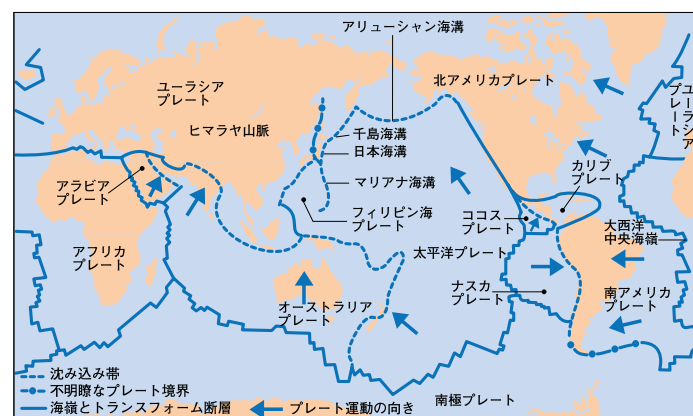 アリューシャン海溝
ユーラシア
プレート
北アメリカプレート
ユーラシア
プレート
ヒマラヤ山脈
千島海溝
日本海溝
カリブ
プレート
アラビア
プレート
マリアナ海溝
フィリピン海
プレート
ココス
プレート
大西洋
中央海嶺
アフリカ
プレート
太平洋プレート
ナスカ
プレート
南アメリカ
プレート
オーストラリア
プレート
沈み込み帯
不明瞭なプレート境界
海嶺とトランスフォーム断層
プレート運動の向き
南極プレート